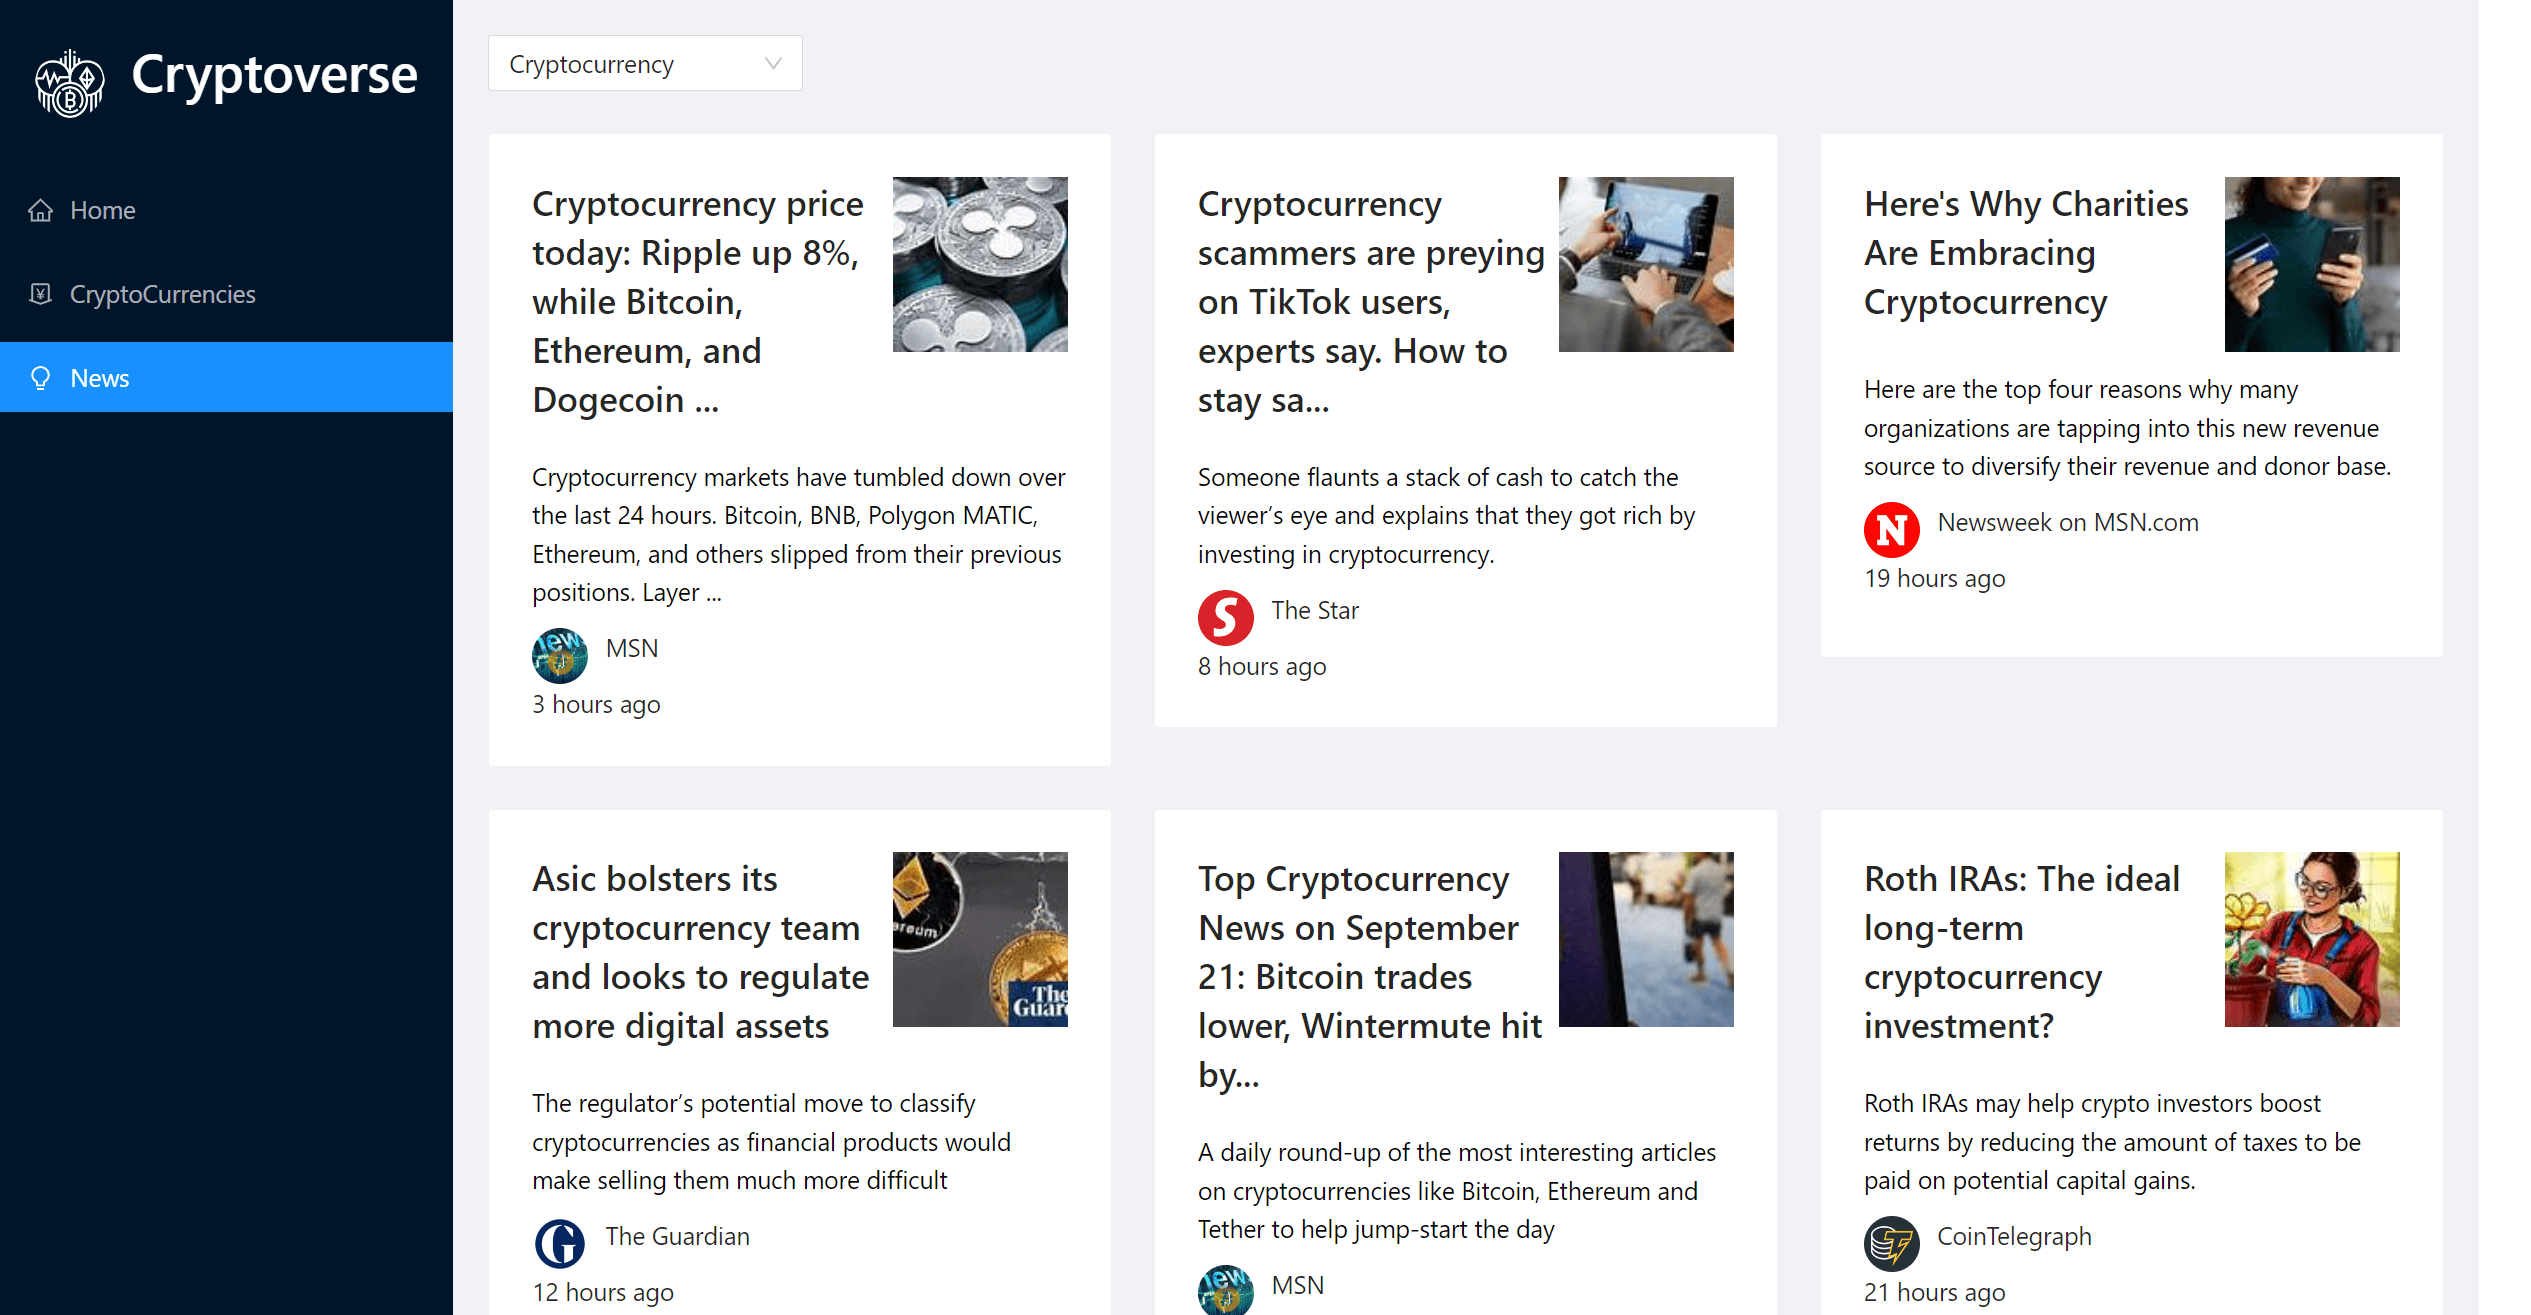 Cryptoverse
Home
CryptoCurrencies
News
Cryptocurrency
Cryptocurrency price
today: Ripple up 8%,
while Bitcoin,
Ethereum, and
Dogecoin ...
Cryptocurrency markets have tumbled down over
the last 24 hours. Bitcoin, BNB, Polygon MATIC,
Ethereum, and others slipped from their previous
positions. Layer ...
MSN
3 hours ago
Cryptocurrency
scammers are preying
on TikTok users,
experts say. How to
stay sa...
Someone flaunts a stack of cash to catch the
viewer’s eye and explains that they got rich by
investing in cryptocurrency.
S
The Star
8 hours ago
Here's Why Charities
Are Embracing
Cryptocurrency
Here are the top four reasons why many
organizations are tapping into this new revenue
source to diversify their revenue and donor base.
N
Newsweek on MSN.com
19 hours ago
Asic bolsters its
cryptocurrency team
and looks to regulate
more digital assets
The
Guar
The regulator’s potential move to classify
cryptocurrencies as financial products would
make selling them much more difficult
G
The Guardian
12 hours ago
Top Cryptocurrency
News on September
21: Bitcoin trades
lower, Wintermute hit
by...
A daily round-up of the most interesting articles
on cryptocurrencies like Bitcoin, Ethereum and
Tether to help jump-start the day
MSN
Roth IRAs: The ideal
long-term
cryptocurrency
investment?
Roth IRAs may help crypto investors boost
returns by reducing the amount of taxes to be
paid on potential capital gains.
CoinTelegraph
21 hours ago